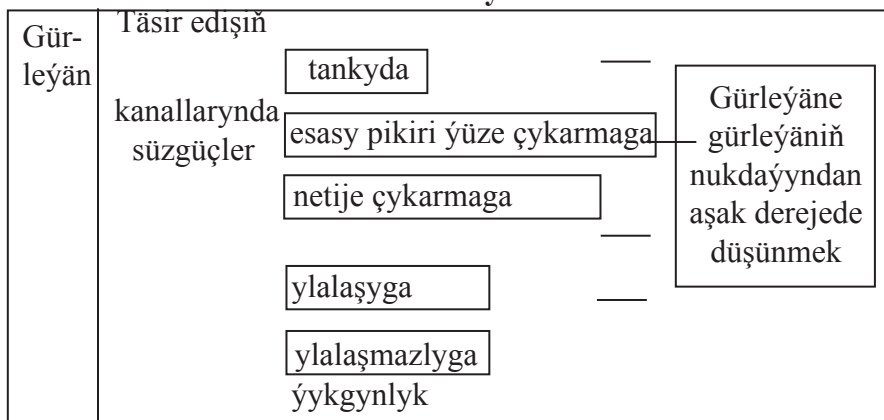 Gür-
leýän
Täsir edişiň
kanallarynda
süzgüçler
tankyda
esasy pikiri ýüze çykarmaga
netije çykarmaga
ylalaşyga
ylalaşmazlyga
ýykgynlyk
Gürleýäne
gürleýäniň
nukdaýyndan
aşak derejede
düşünmek